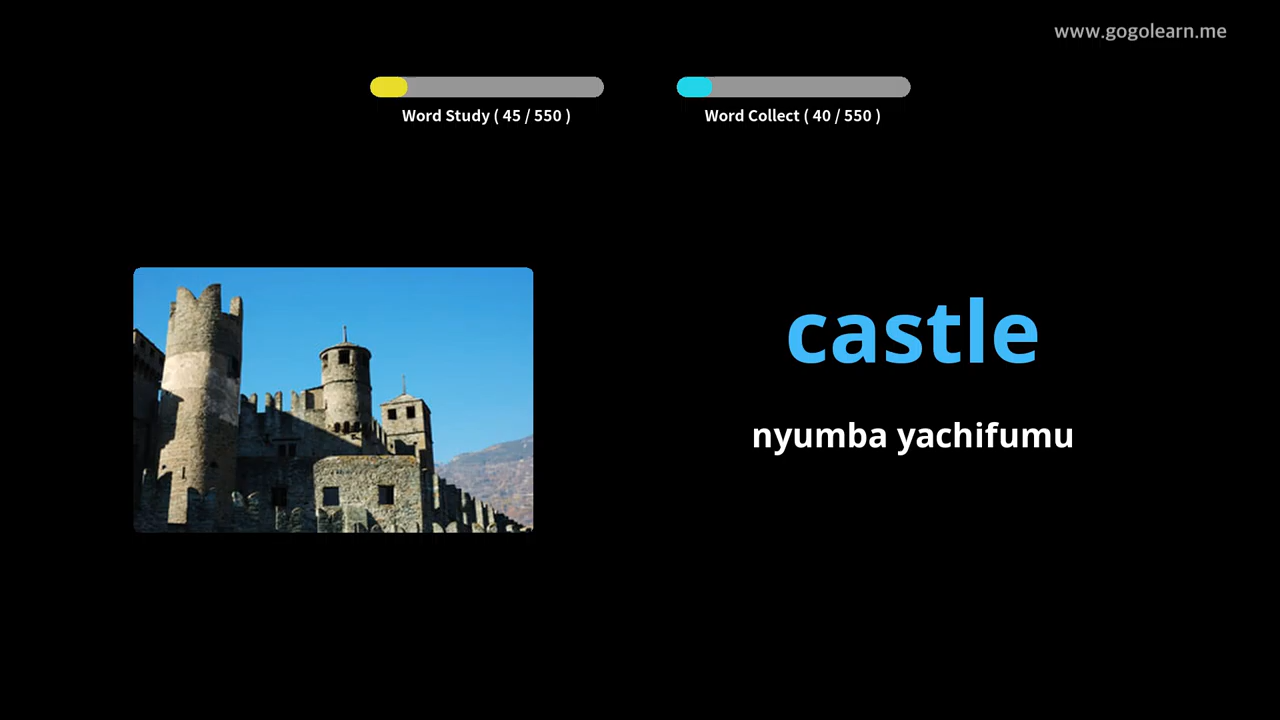 www.gogolearn.me
Word Study ( 45 / 550 )
Word Collect ( 40 / 550 )
castle
nyumba yachifumu